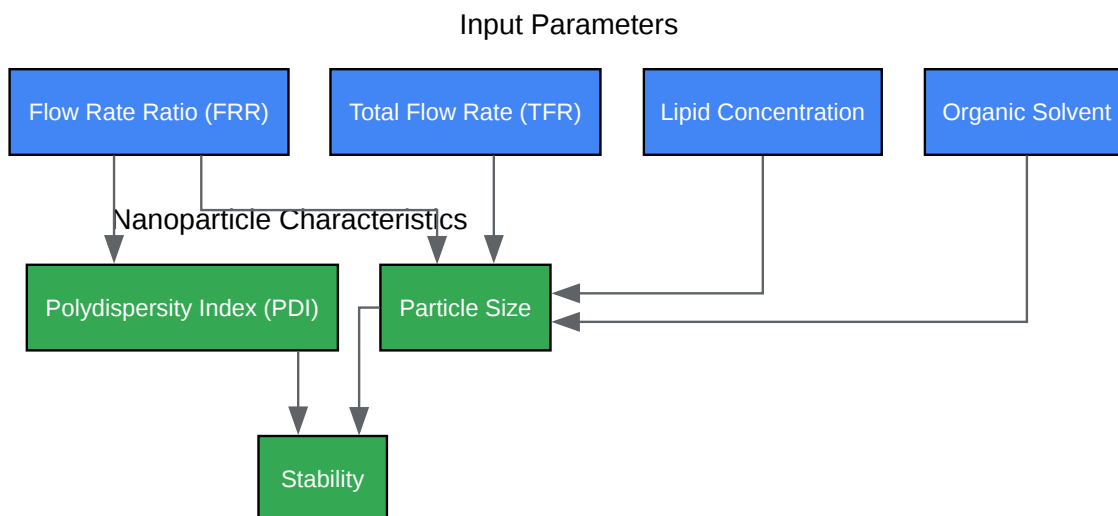 Input Parameters
Flow Rate Ratio (FRR)
Total Flow Rate (TFR)
Lipid Concentration
Organic Solvent
Nanoparticle Characteristics
Polydispersity Index (PDI)
Particle Size
Stability